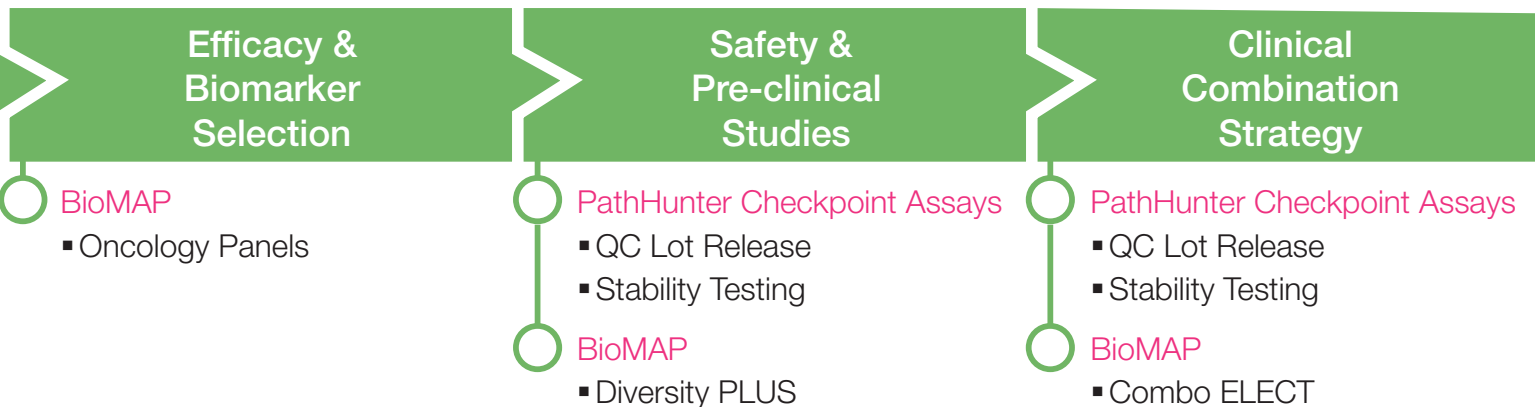 Efficacy &
Biomarker
Selection
BioMAP
▪ Oncology Panels
Safety &
Pre-clinical
Studies
PathHunter Checkpoint Assays
▪ QC Lot Release
▪ Stability Testing
BioMAP
▪ Diversity PLUS
Clinical
Combination
Strategy
PathHunter Checkpoint Assays
▪ QC Lot Release
▪ Stability Testing
BioMAP
▪ Combo ELECT